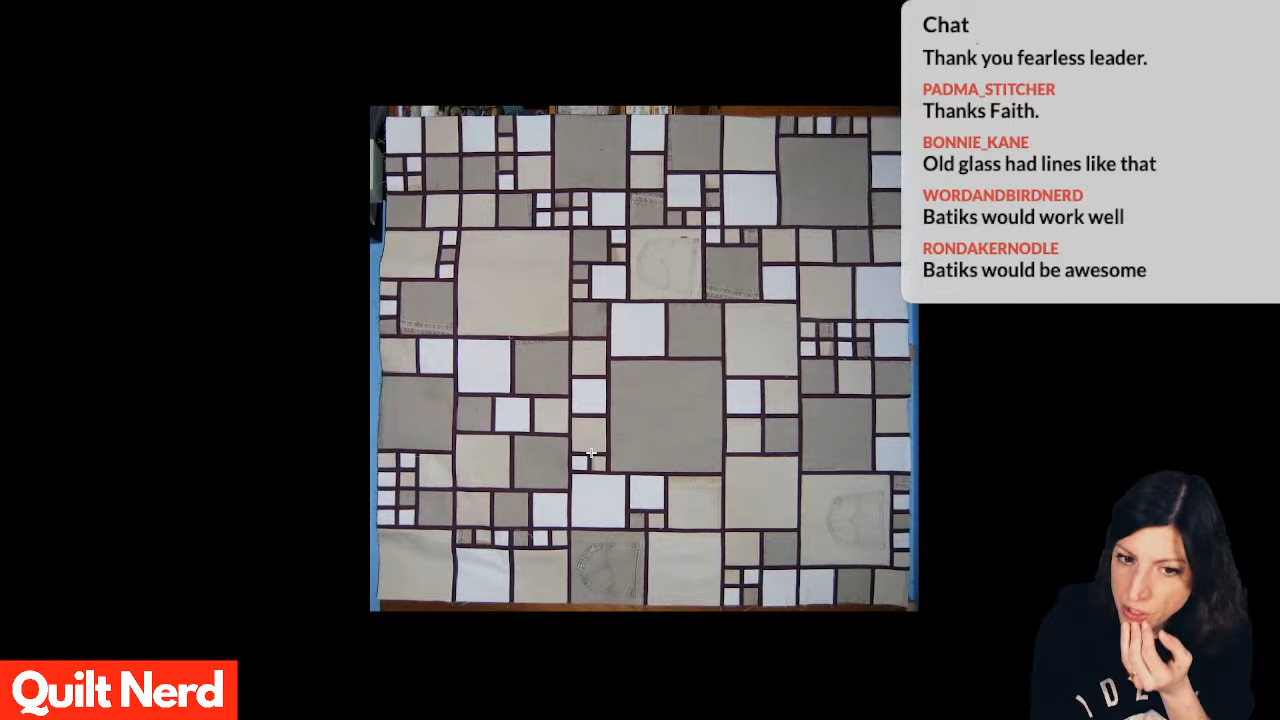 Chat
Thank you fearless leader.
PADMA_STITCHER
Thanks Faith.
BONNIE_KANE
Old glass had lines like that
WORDANDBIRDNERD
Batiks would work well
RONDAKERNODLE
Batiks would be awesome
Quilt Nerd